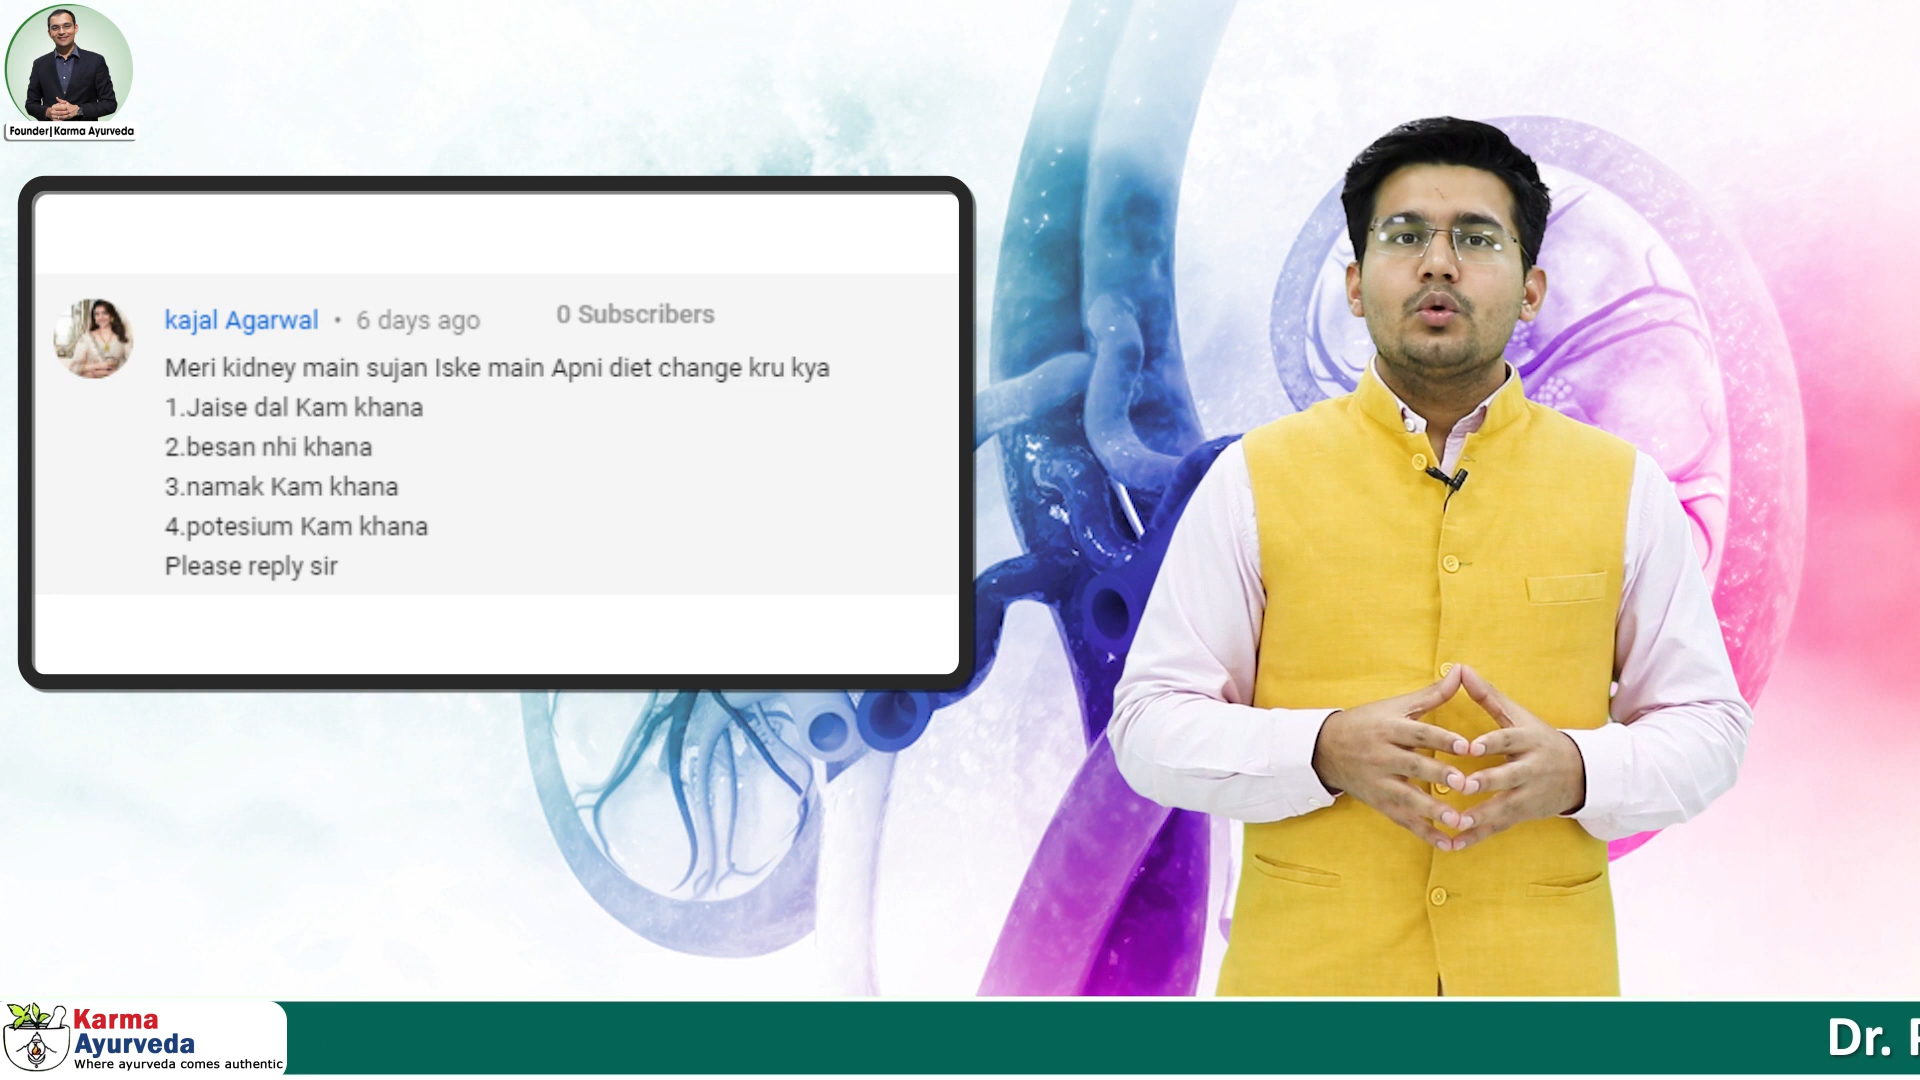 Founder|Karma Ayurveda
kajal Agarwal • 6 days ago 0 Subscribers
Meri kidney main sujan Iske main Apni diet change kru kya
1.Jaise dal Kam khana
2.besan nhi khana
3.namak Kam khana
4.potesium Kam khana
Please reply sir
Karma
Ayurveda
Where ayurveda comes authentic
Dr.